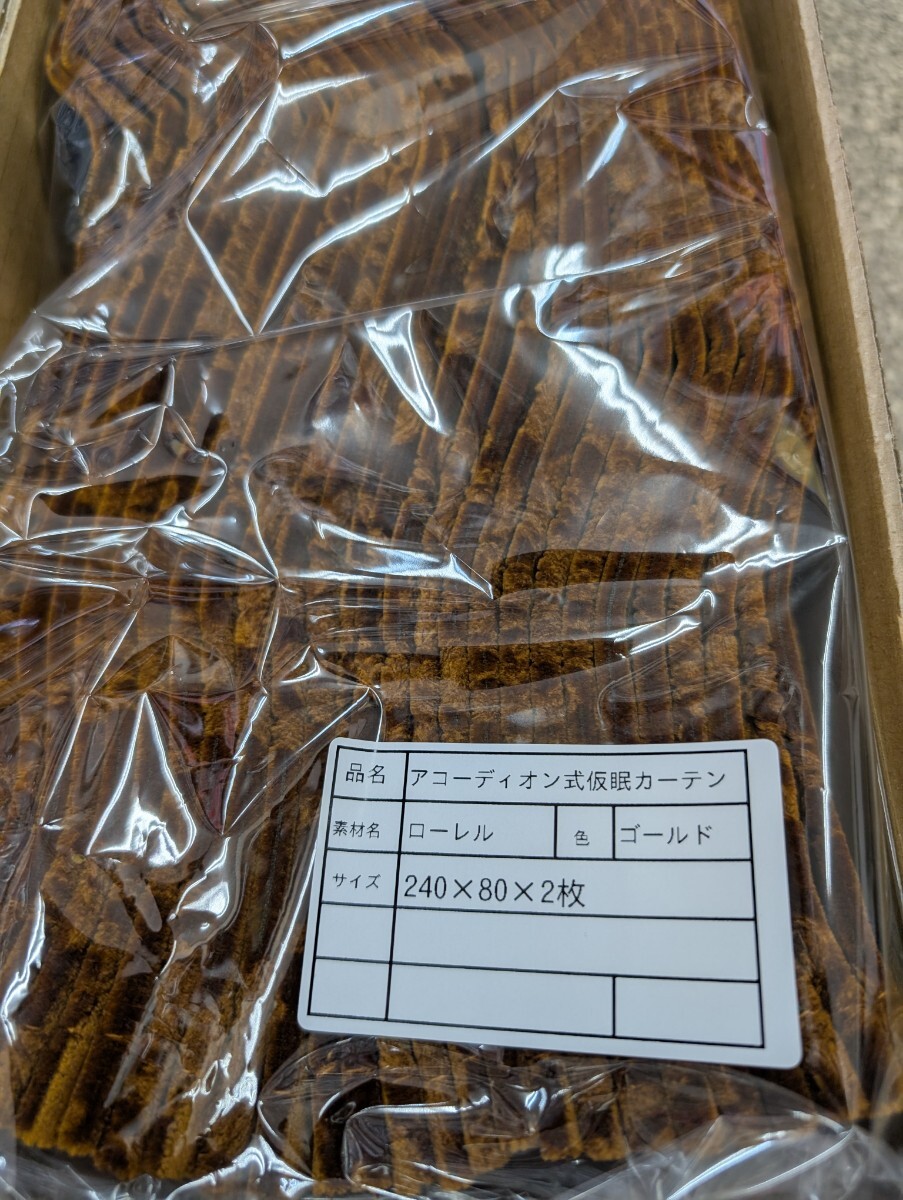 品名 アコーディオン式仮眠カーテン
素材名 ローレル 色 ゴールド
サイズ 240×80×2枚